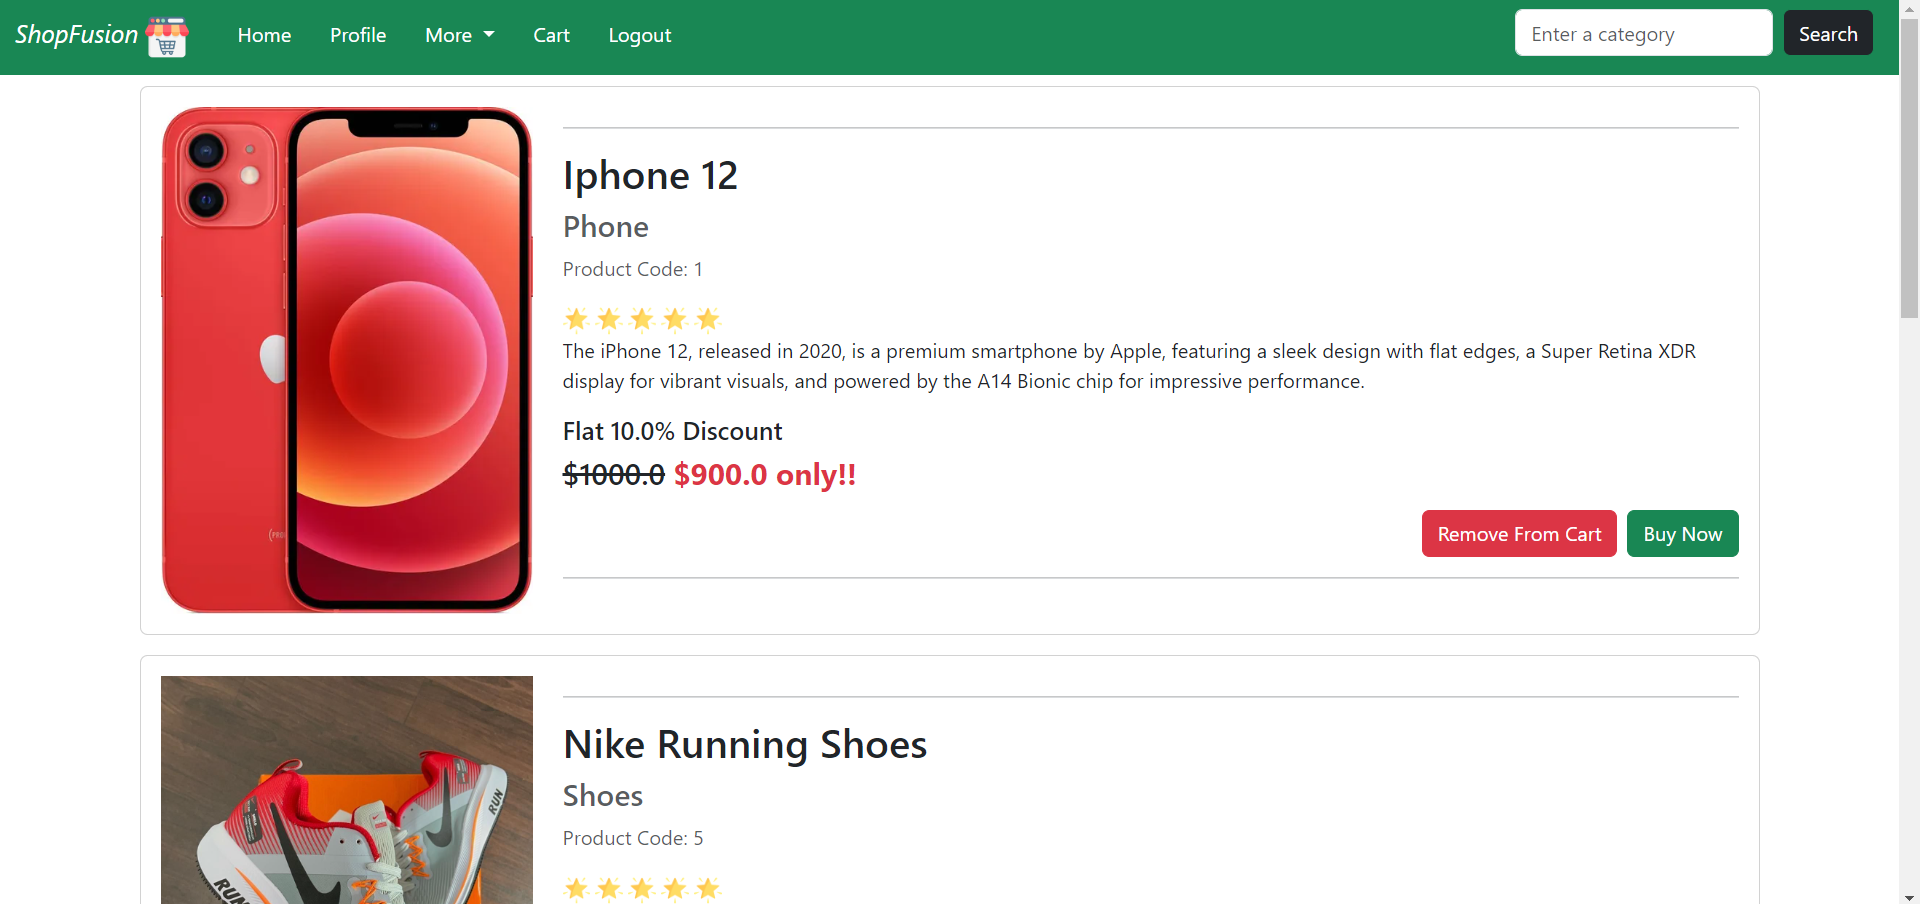 ShopFusion
Home
Profile
More
Cart
Logout
Enter a category
Search
Iphone 12
Phone
Product Code: 1
The iPhone 12, released in 2020, is a premium smartphone by Apple, featuring a sleek design with flat edges, a Super Retina XDR
display for vibrant visuals, and powered by the A14 Bionic chip for impressive performance.
Flat 10.0% Discount
$1000.0 $900.0 only!!
Remove From Cart
Buy Now
Nike Running Shoes
Shoes
Product Code: 5
RUN
RUN